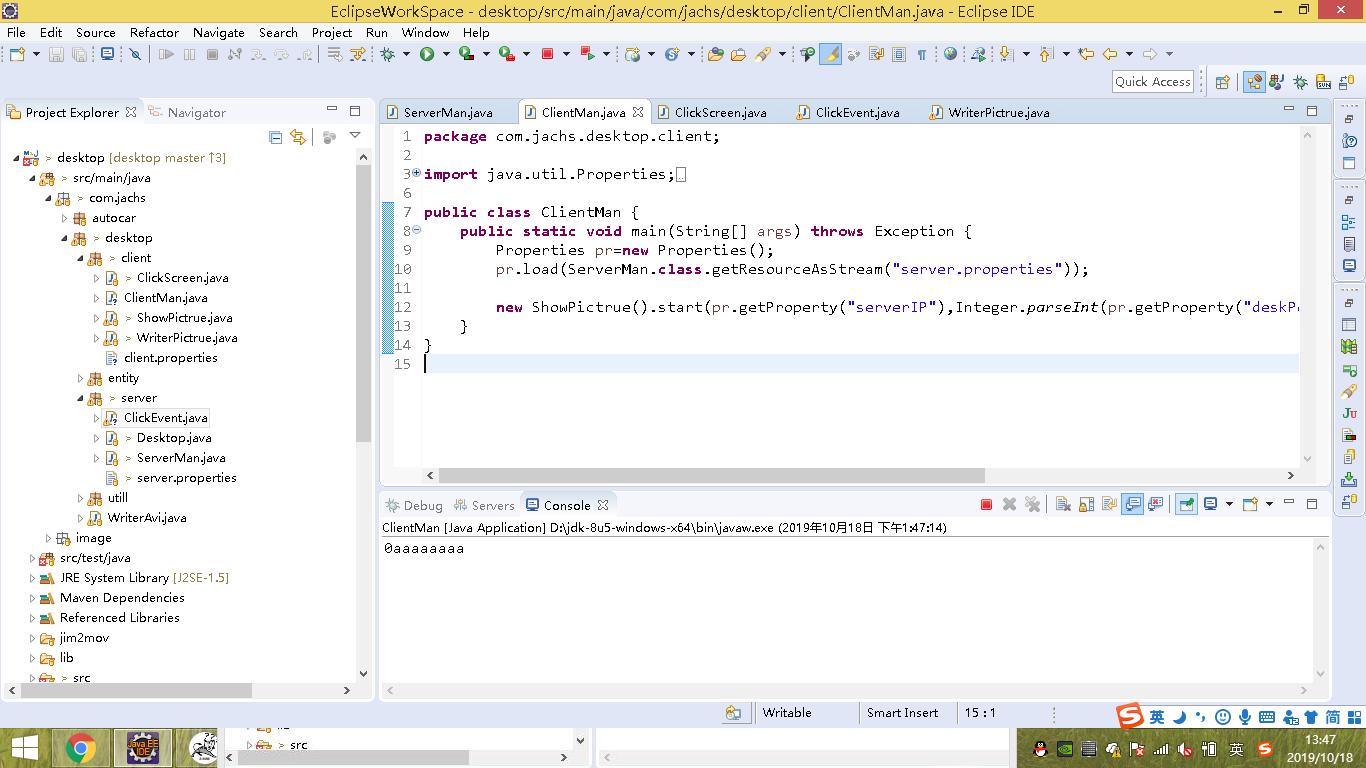 EclipseWorkSpace - desktop/src/main/java/com/jachs/desktop/client/ClientMan.java - Eclipse IDE
File Edit Source Refactor Navigate Search Project Run Window Help
Quick Access
Project Explorer Navigator
> desktop [desktop master ↑3]
> src/main/java
> com.jachs
autocar
> desktop
> client
> ClickScreen.java
ClientMan.java
> ShowPictrue.java
> WriterPictrue.java
client.properties
entity
> server
ClickEvent.java
> Desktop.java
> ServerMan.java
> server.properties
utill
WriterAvi.java
image
src/test/java
JRE System Library [J2SE-1.5]
Maven Dependencies
Referenced Libraries
jim2mov
lib
> src
ServerMan.java ClientMan.java ClickScreen.java ClickEvent.java WriterPictrue.java
1 package com.jachs.desktop.client;
2
3 import java.util.Properties;
6
7 public class ClientMan {
8 public static void main(String[] args) throws Exception {
9 Properties pr=new Properties();
10 pr.load(ServerMan.class.getResourceAsStream("server.properties"));
11
12 new ShowPictrue().start(pr.getProperty("serverIP"),Integer.parseInt(pr.getProperty("deskP
13 }
14 }
15
Debug Servers Console
ClientMan [Java Application] D:\jdk-8u5-windows-x64\bin\javaw.exe (2019年10月18日 下午1:47:14)
0aaaaaaaa
Writable Smart Insert 15 : 1
英 简
> src
英
13:47
2019/10/18